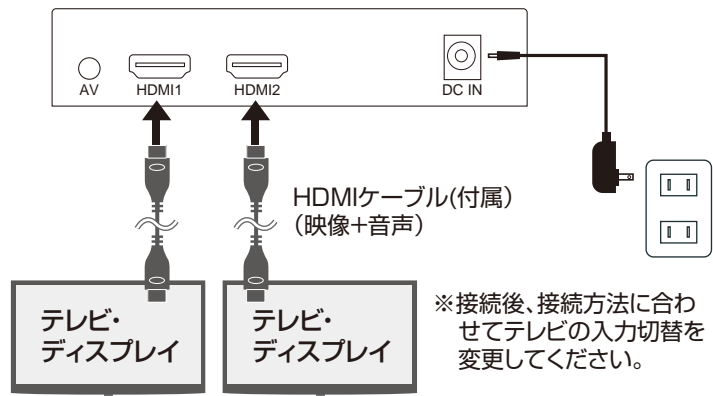 AV
HDMI1
HDMI2
DC IN
HDMIケーブル(付属)
(映像+音声)
テレビ・
ディスプレイ
テレビ・
ディスプレイ
※接続後、接続方法に合わ
せてテレビの入力切替を
変更してください。